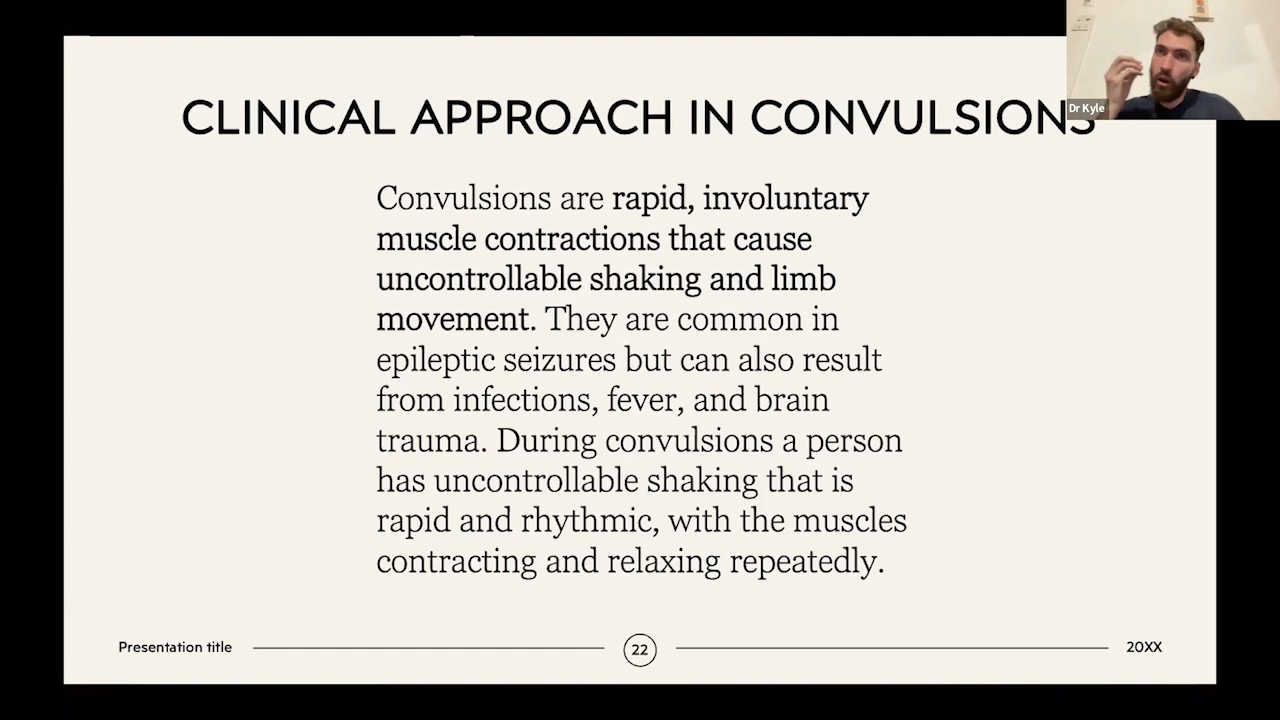 CLINICAL APPROACH IN CONVULSIONS
Dr Kyle
Convulsions are rapid, involuntary
muscle contractions that cause
uncontrollable shaking and limb
movement. They are common in
epileptic seizures but can also result
from infections, fever, and brain
trauma. During convulsions a person
has uncontrollable shaking that is
rapid and rhythmic, with the muscles
contracting and relaxing repeatedly.
Presentation title
22
20XX